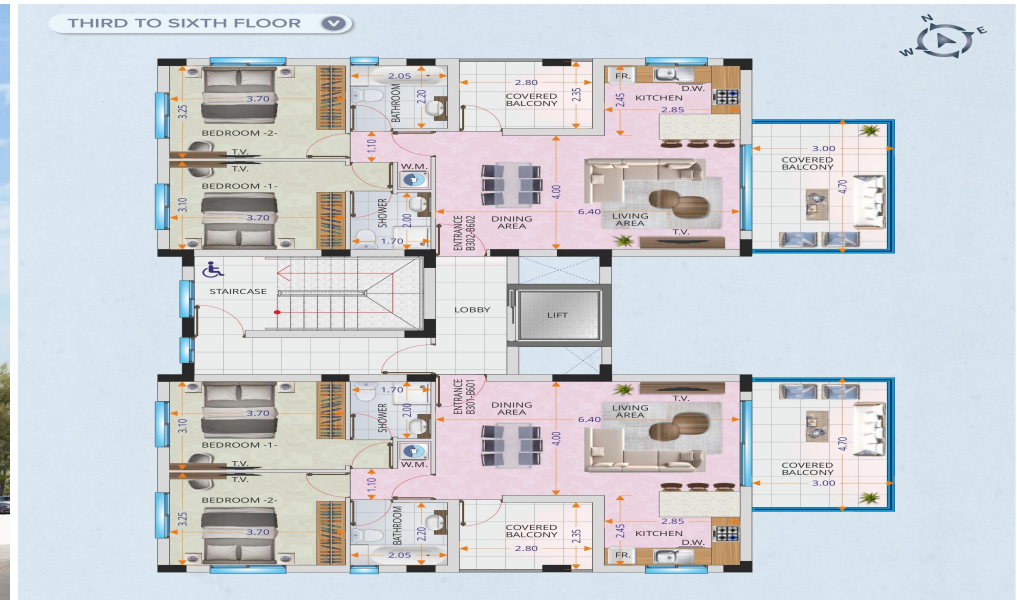 THIRD TO SIXTH FLOOR
N
E
W
2.05
2.20
BATHROOM
2.80
COVERED
BALCONY
2.35
FR.
D.W.
KITCHEN
2.45
2.85
3.25
3.70
BEDROOM -2-
T.V.
1.10
T.V.
BEDROOM -1-
3.10
3.70
W.M.
SHOWER
2.00
1.70
ENTRANCE
B302-B602
DINING
AREA
4.00
6.40
LIVING
AREA
T.V.
3.00
COVERED
BALCONY
4.70
STAIRCASE
LOBBY
LIFT
3.10
3.70
BEDROOM -1-
T.V.
1.70
SHOWER
2.00
W.M.
ENTRANCE
B301-B601
DINING
AREA
4.00
6.40
LIVING
AREA
T.V.
4.70
COVERED
BALCONY
3.00
T.V.
BEDROOM -2-
3.25
3.70
1.10
BATHROOM
2.20
2.05
COVERED
BALCONY
2.35
2.80
2.85
2.45
KITCHEN
D.W.
FR.